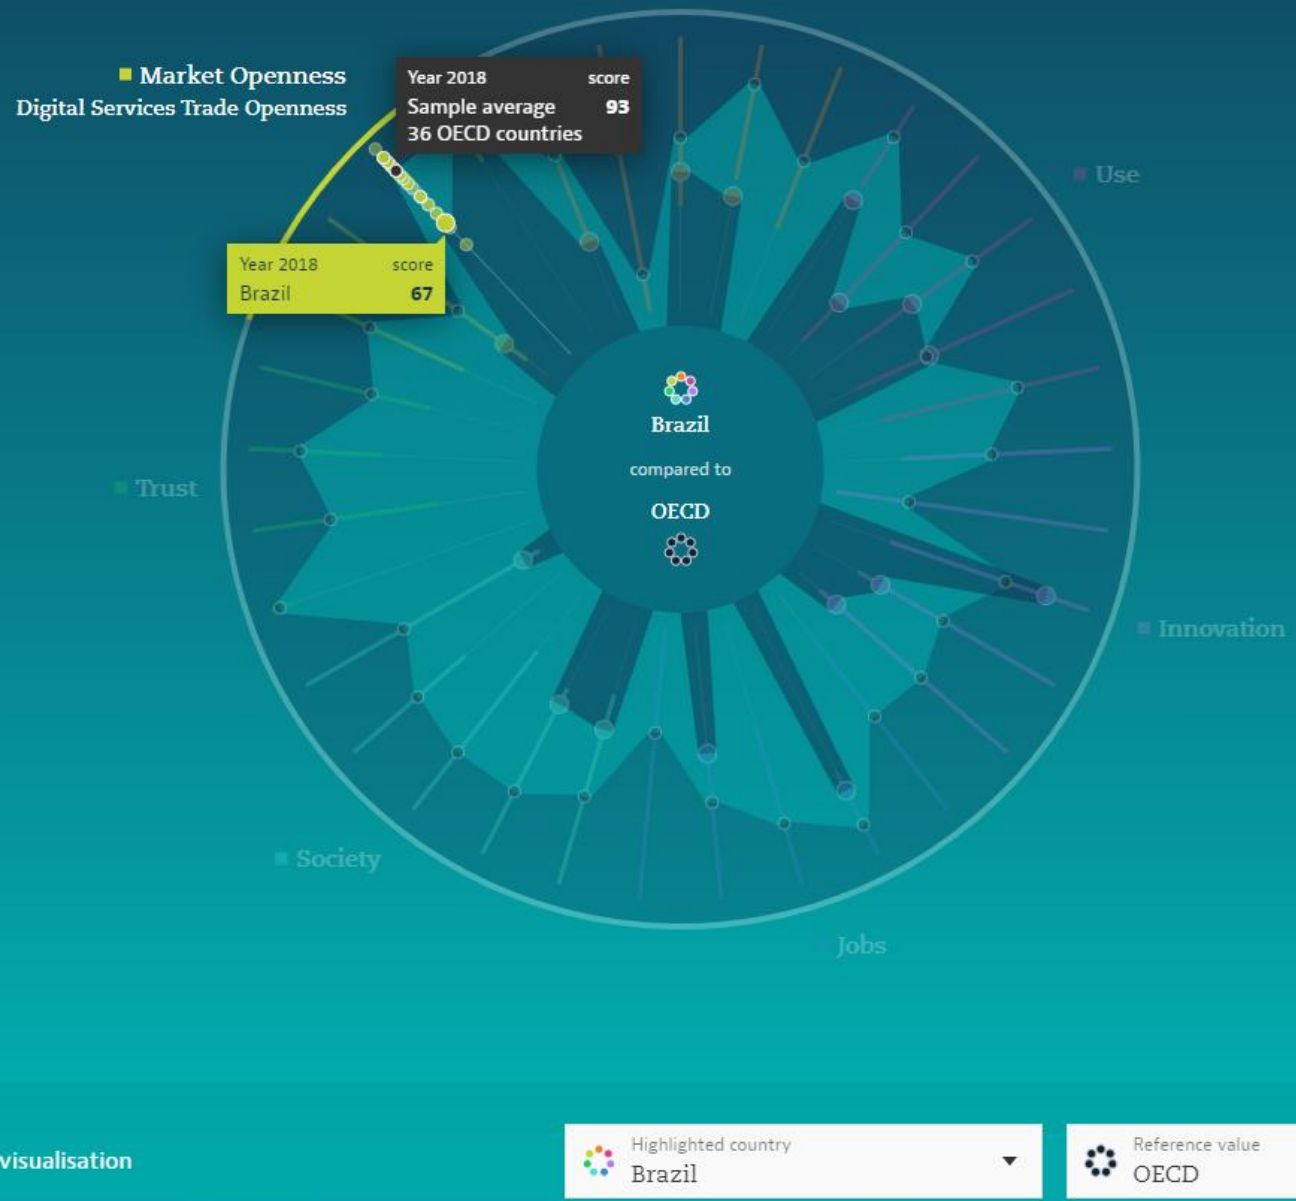 Market Openness
Digital Services Trade Openness
Year 2018 score
Sample average 93
36 OECD countries
Use
Year 2018 score
Brazil 67
Brazil
compared to
OECD
Trust
Innovation
Society
Jobs
visualisation
Highlighted country
Brazil
Reference value
OECD